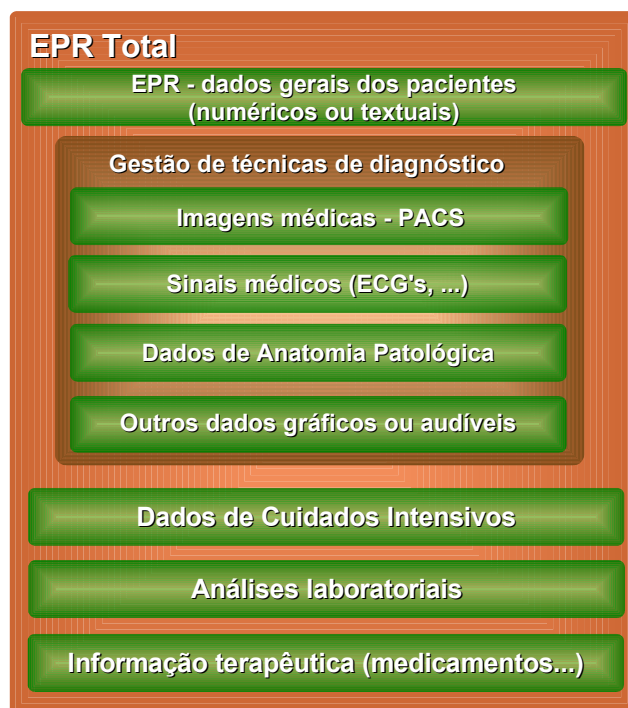 EPR Total
EPR - dados gerais dos pacientes
(numéricos ou textuais)
Gestão de técnicas de diagnóstico
Imagens médicas - PACS
Sinais médicos (ECG's, ...)
Dados de Anatomia Patológica
Outros dados gráficos ou audíveis
Dados de Cuidados Intensivos
Análises laboratoriais
Informação terapêutica (medicamentos...)